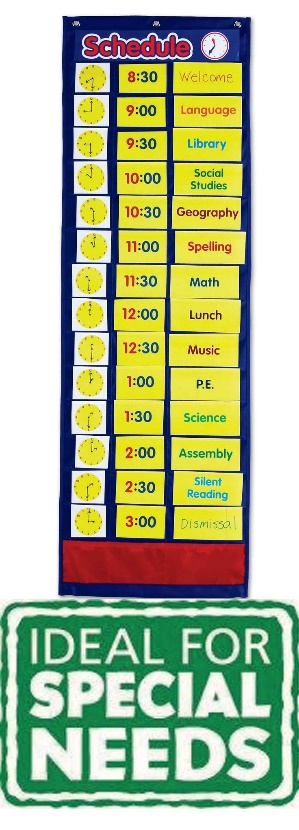 Schedule
8:30 Welcome
9:00 Language
9:30 Library
10:00 Social
Studies
10:30 Geography
11:00 Spelling
11:30 Math
12:00 Lunch
12:30 Music
1:00 P.E.
1:30 Science
2:00 Assembly
2:30 Silent
Reading
3:00 Dismissal
IDEAL FOR
SPECIAL
NEEDS